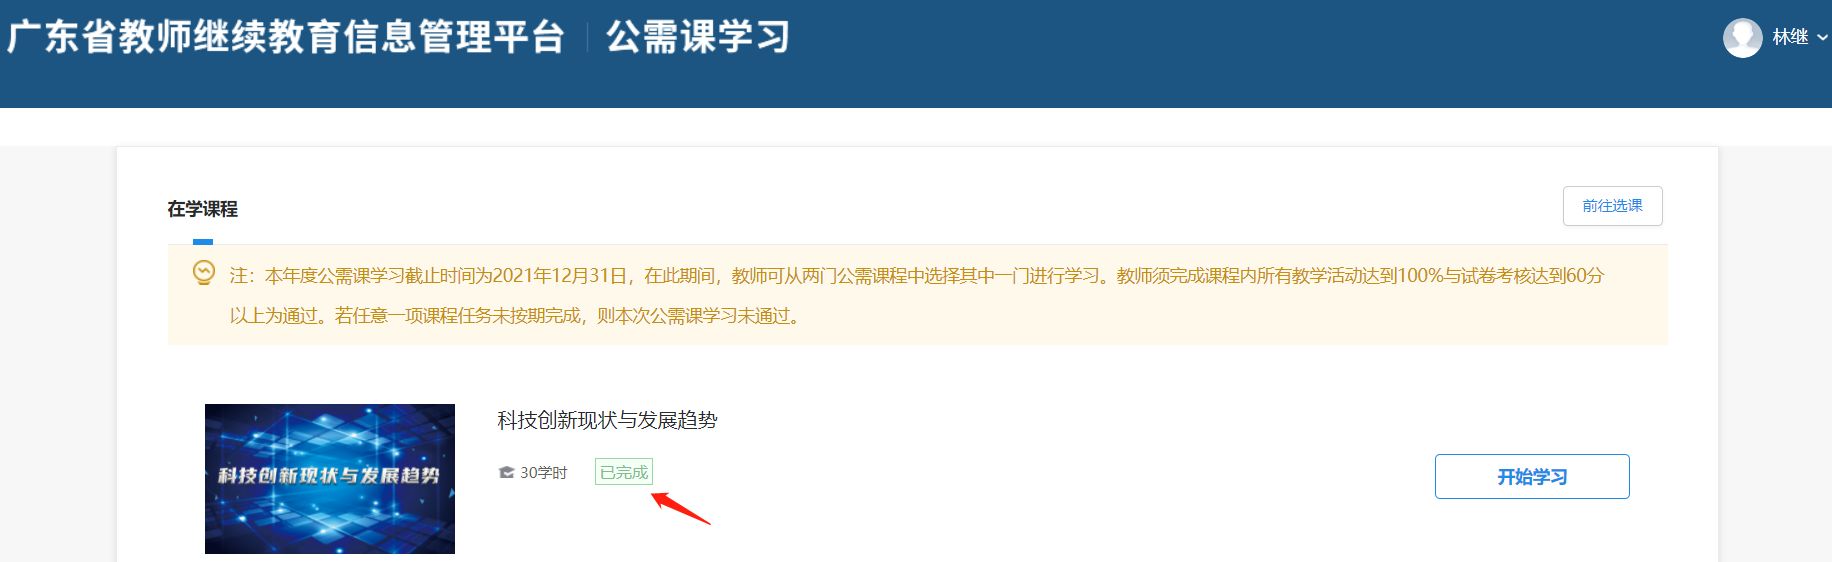 广东省教师继续教育信息管理平台 公需课学习
林继
在学课程
前往选课
注：本年度公需课学习截止时间为2021年12月31日，在此期间，教师可从两门公需课程中选择其中一门进行学习。教师须完成课程内所有教学活动达到100%与试卷考核达到60分
以上为通过。若任意一项课程任务未按期完成，则本次公需课学习未通过。
科技创新现状与发展趋势
科技创新现状与发展趋势
30学时 已完成
开始学习